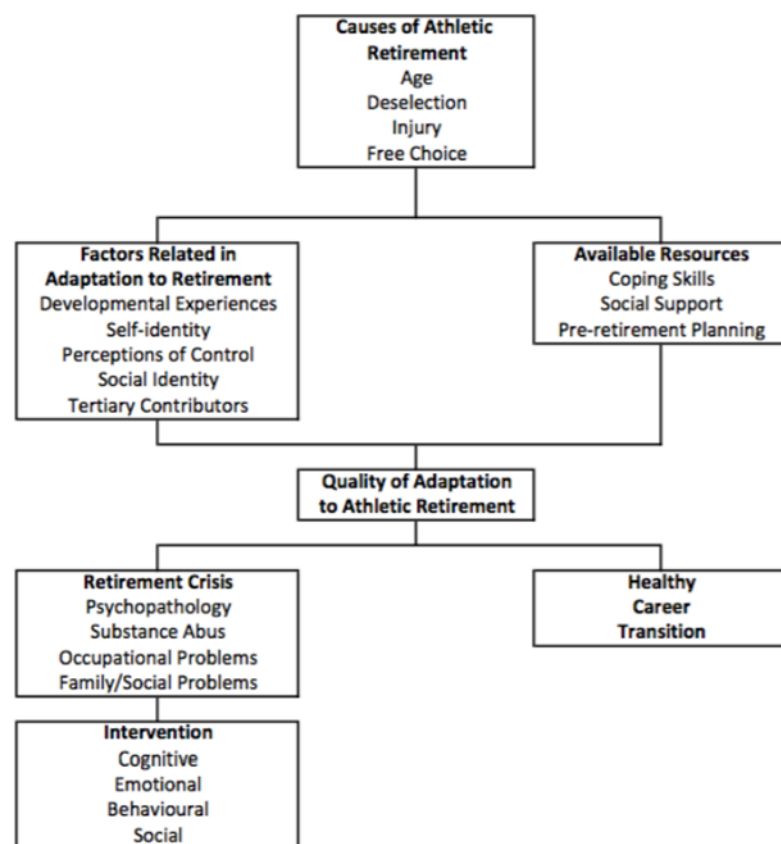 Causes of Athletic
Retirement
Age
Deselection
Injury
Free Choice
Factors Related in
Adaptation to Retirement
Developmental Experiences
Self-identity
Perceptions of Control
Social Identity
Tertiary Contributors
Available Resources
Coping Skills
Social Support
Pre-retirement Planning
Quality of Adaptation
to Athletic Retirement
Retirement Crisis
Psychopathology
Substance Abus
Occupational Problems
Family/Social Problems
Healthy
Career
Transition
Intervention
Cognitive
Emotional
Behavioural
Social